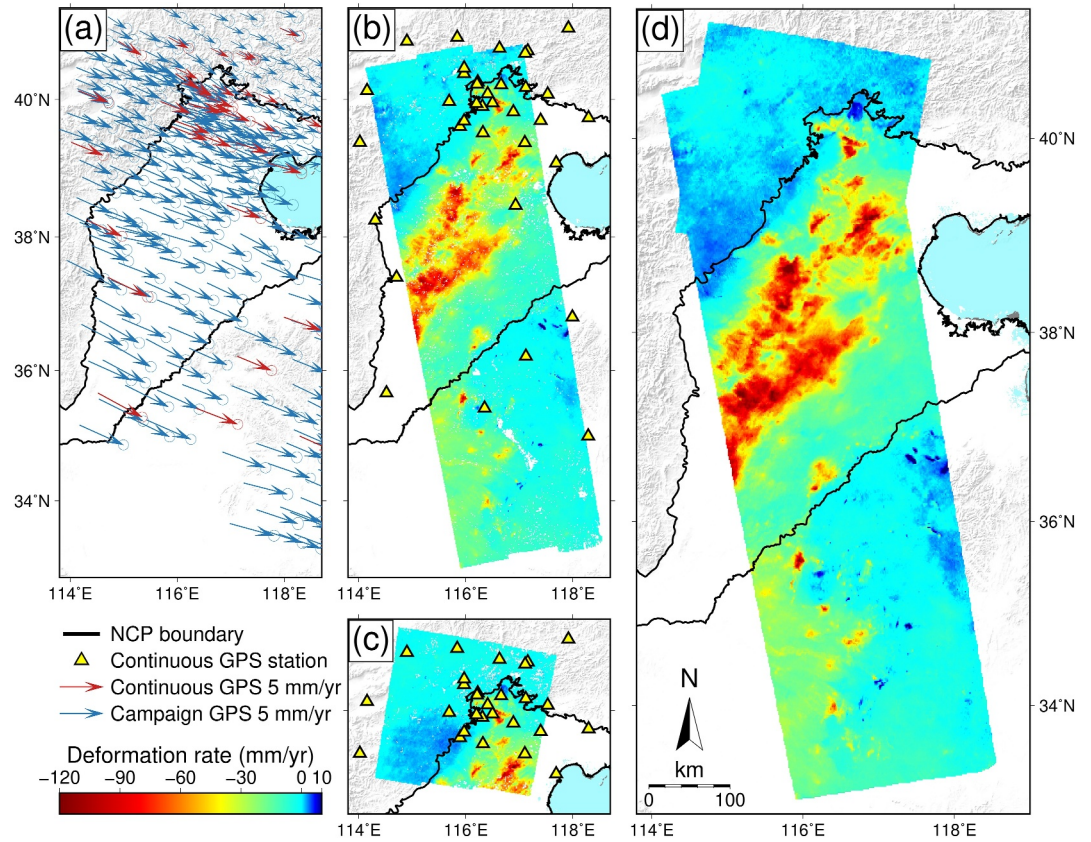 (a)
(b)
(d)
40°N
38°N
36°N
34°N
40°N
38°N
36°N
34°N
114°E
116°E
118°E
114°E
116°E
118°E
(c)
NCP boundary
Continuous GPS station
Continuous GPS 5 mm/yr
Campaign GPS 5 mm/yr
Deformation rate (mm/yr)
−120
−90
−60
−30
0
10
N
km
0
100
114°E
116°E
118°E
114°E
116°E
118°E